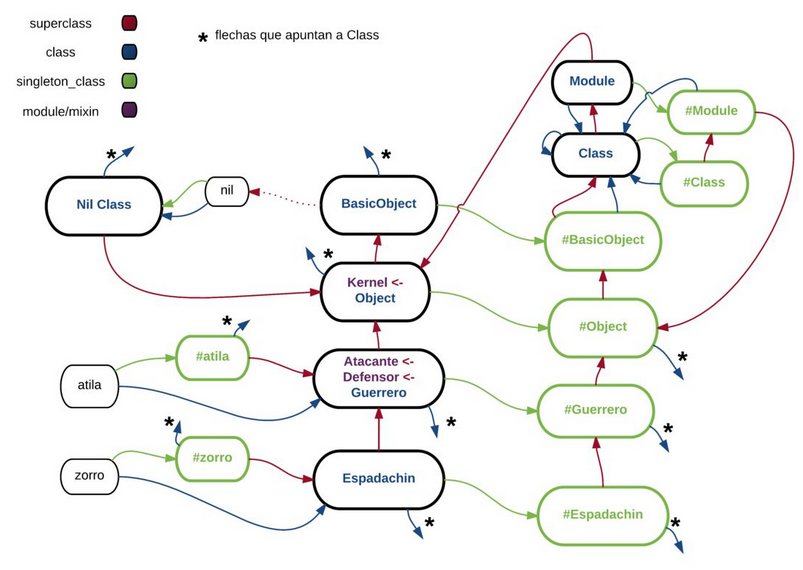 superclass
* flechas que apuntan a Class
class
singleton_class
module/mixin
Module
#Module
*
*
Class
#Class
Nil Class
nil
BasicObject
#BasicObject
*
Kernel <-
Object
#Object
*
*
#atila
atila
Atacante <-
Defensor <-
Guerrero
#Guerrero
*
*
*
#zorro
zorro
Espadachin
#Espadachin
*
*